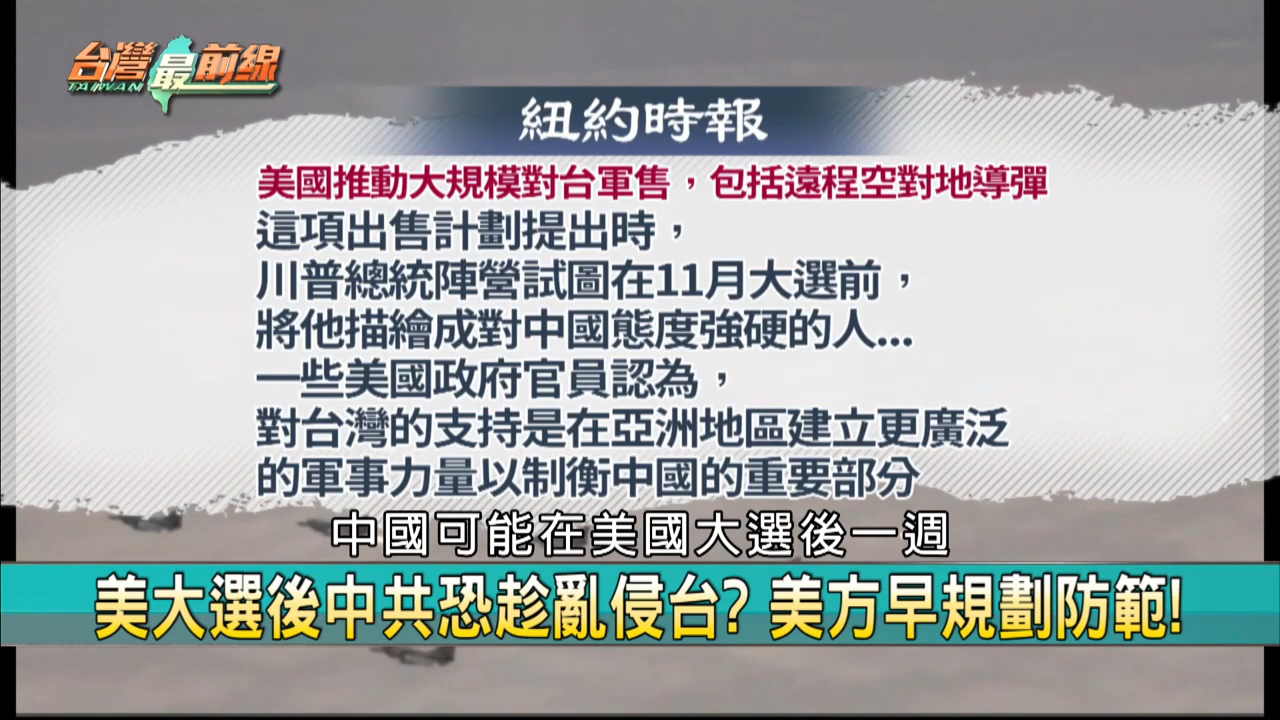 台灣最前線
TAIWAN
紐約時報
美國推動大規模對台軍售，包括遠程空對地導彈
這項出售計劃提出時，
川普總統陣營試圖在11月大選前，
將他描繪成對中國態度強硬的人...
一些美國政府官員認為，
對台灣的支持是在亞洲地區建立更廣泛
的軍事力量以制衡中國的重要部分
中國可能在美國大選後一週
美大選後中共恐趁亂侵台? 美方早規劃防範!